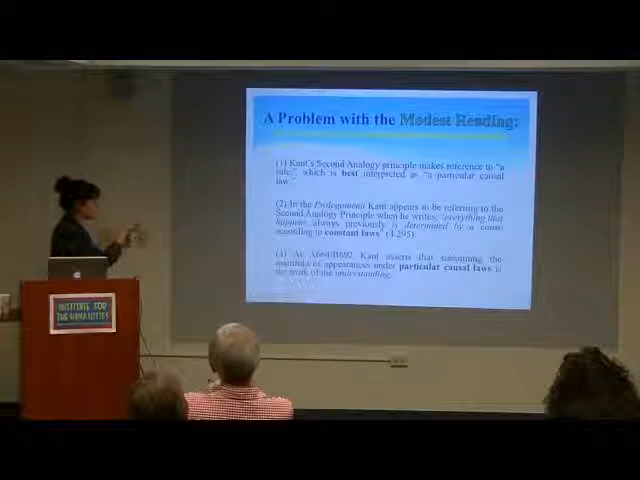 A Problem with the Modest Reading:
(1) Kant's Second Analogy principle makes reference to "a
rule," which is best interpreted as "a particular causal
law".
(2) In the Prolegomena Kant appears to be referring to the
Second Analogy Principle when he writes, "everything that
happens always previously is determined by a cause
according to constant laws" (4:295).
(3) At A664/B692 Kant asserts that subsuming the
manifold of appearances under particular causal laws is
the work of the understanding.
INSTITUTE FOR
THE HUMANITIES